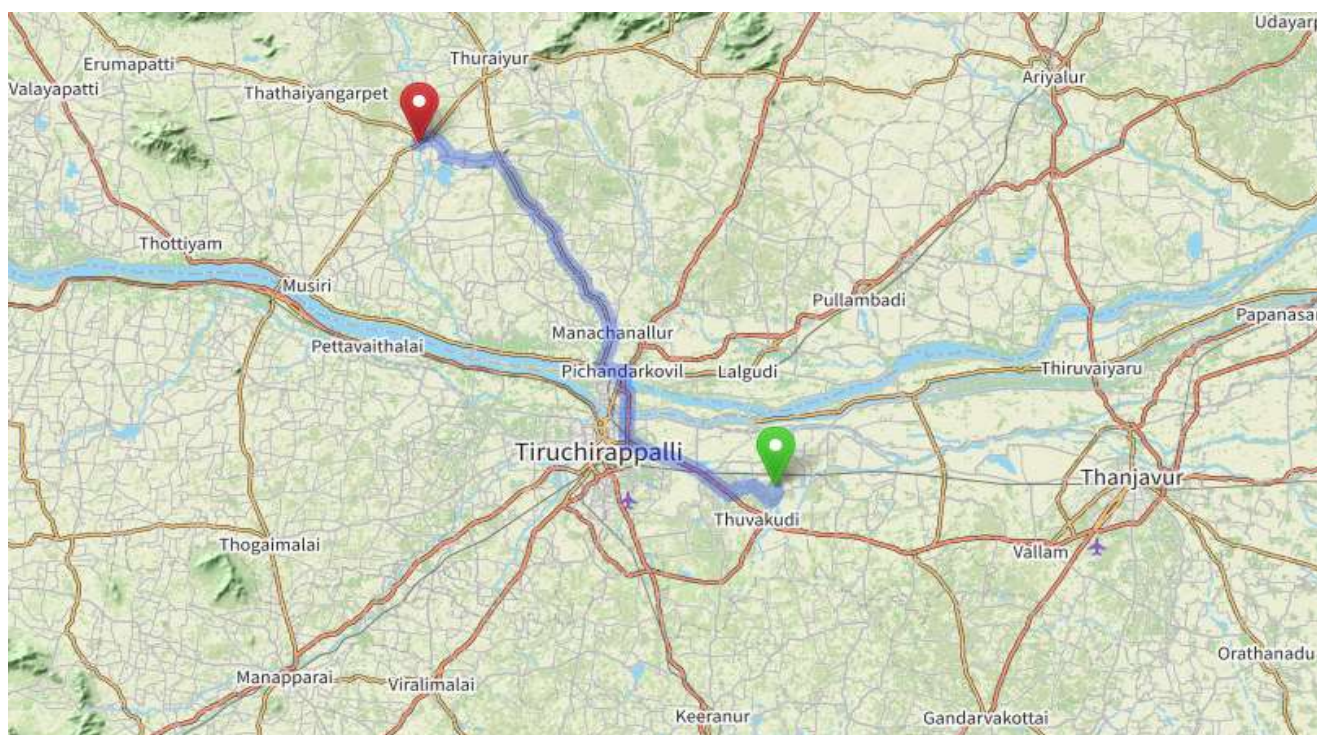 Udayarp
Thuraiyur
Erumapatti
Ariyalur
Valayapatti
Thathaiyangarpet
Thottiyam
Musiri
Pullambadi
Papanasar
Manachanallur
Pettavaithalai
Pichandarkovil
Lalgudi
Thiruvaiyaru
Tiruchirappalli
Thanjavur
Thuvakudi
Thogaimalai
Vallam
Orathanadu
Manapparai
Viralimalai
Keeranur
Gandarvakottai